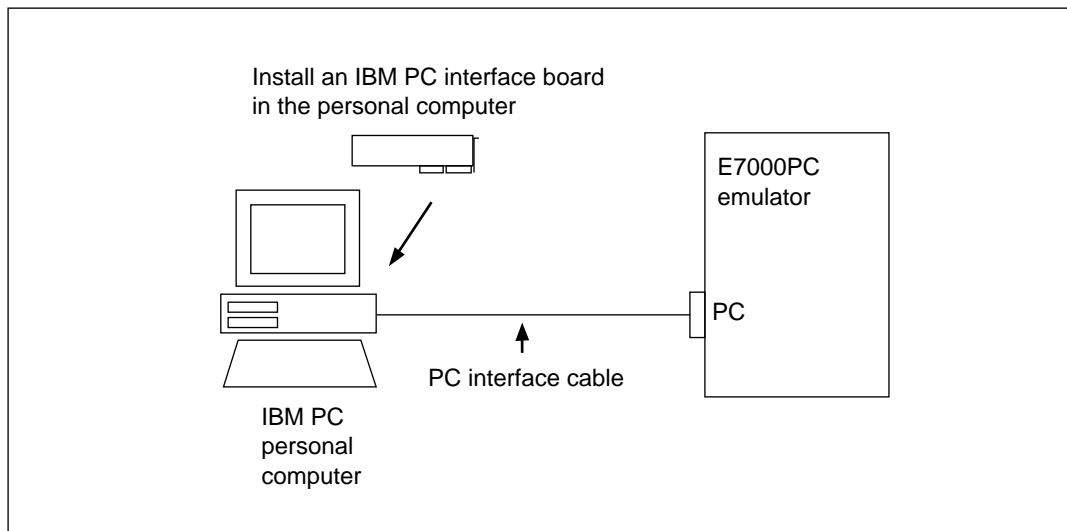 Install an IBM PC interface board
in the personal computer
E7000PC
emulator
PC
PC interface cable
IBM PC
personal
computer